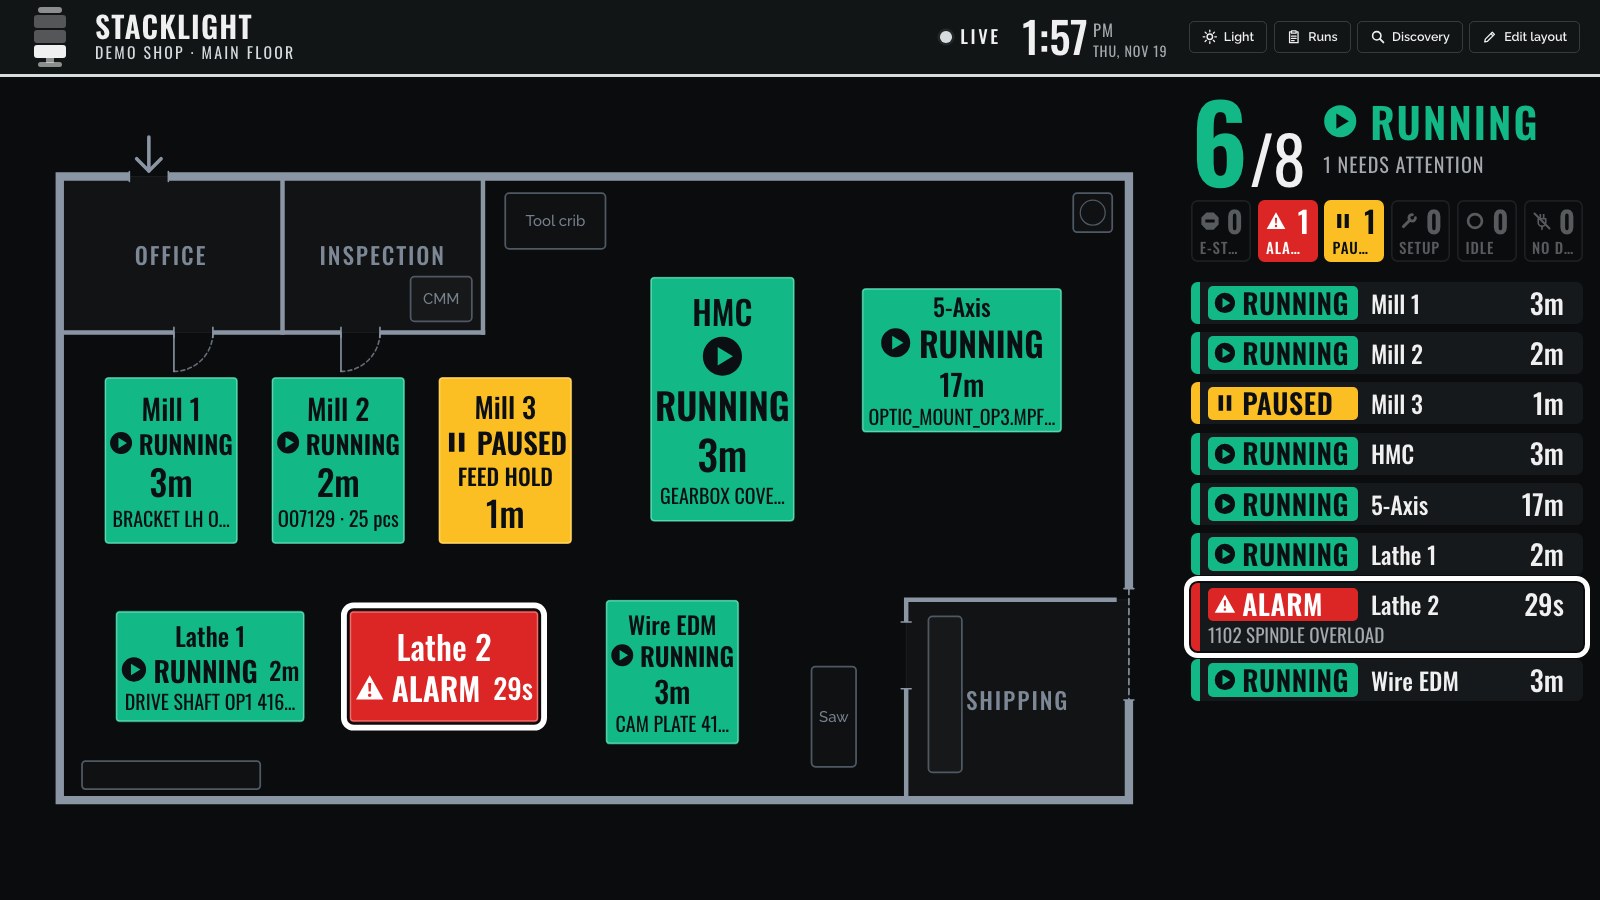 STACKLIGHT
DEMO SHOP · MAIN FLOOR
LIVE
1:57 PM
THU, NOV 19
Light
Runs
Discovery
Edit layout
OFFICE
INSPECTION
CMM
Tool crib
HMC
RUNNING
3m
GEARBOX COVE...
5-Axis
RUNNING
17m
OPTIC_MOUNT_OP3.MPF...
Mill 1
RUNNING
3m
BRACKET LH O...
Mill 2
RUNNING
2m
O07129 · 25 pcs
Mill 3
PAUSED
FEED HOLD
1m
Lathe 1
RUNNING 2m
DRIVE SHAFT OP1 416...
Lathe 2
ALARM 29s
Wire EDM
RUNNING
3m
CAM PLATE 41...
Saw
SHIPPING
6/8
RUNNING
1 NEEDS ATTENTION
0
E-ST...
1
ALA...
1
PAU...
0
SETUP
0
IDLE
0
NO D...
RUNNING Mill 1 3m
RUNNING Mill 2 2m
PAUSED Mill 3 1m
RUNNING HMC 3m
RUNNING 5-Axis 17m
RUNNING Lathe 1 2m
ALARM Lathe 2 29s
1102 SPINDLE OVERLOAD
RUNNING Wire EDM 3m